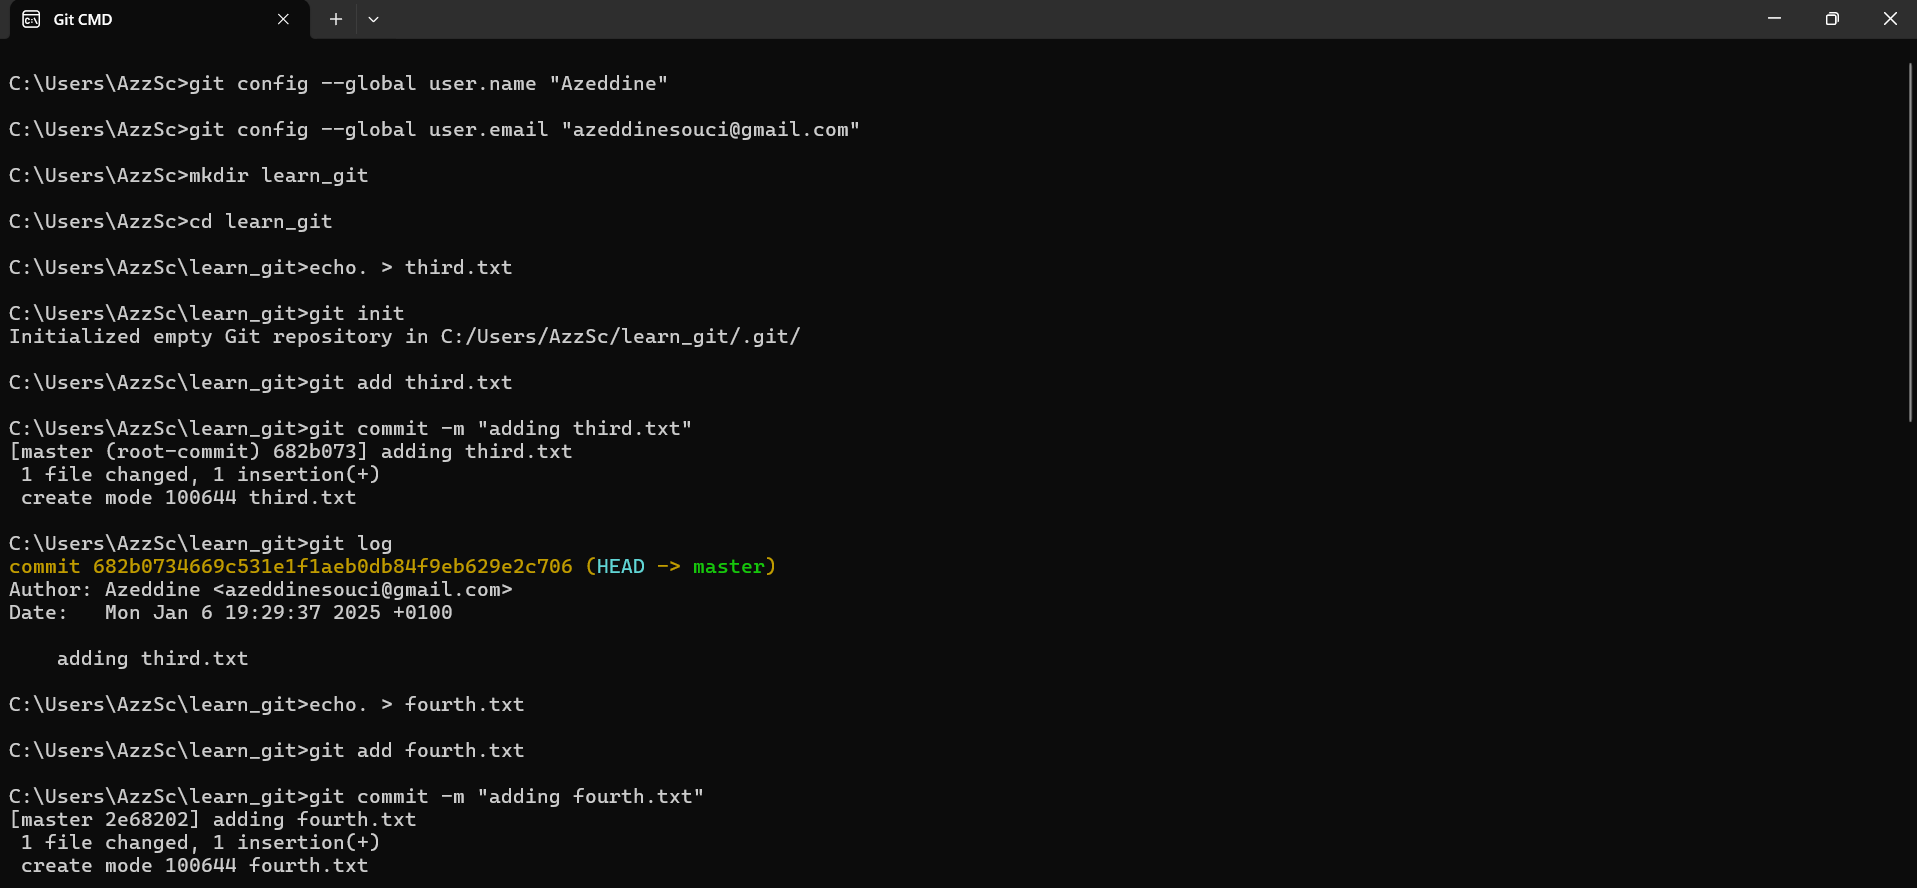 Git CMD
C:\Users\AzzSc>git config --global user.name "Azeddine"
C:\Users\AzzSc>git config --global user.email "azeddinesouci@gmail.com"
C:\Users\AzzSc>mkdir learn_git
C:\Users\AzzSc>cd learn_git
C:\Users\AzzSc\learn_git>echo. > third.txt
C:\Users\AzzSc\learn_git>git init
Initialized empty Git repository in C:/Users/AzzSc/learn_git/.git/
C:\Users\AzzSc\learn_git>git add third.txt
C:\Users\AzzSc\learn_git>git commit -m "adding third.txt"
[master (root-commit) 682b073] adding third.txt
 1 file changed, 1 insertion(+)
 create mode 100644 third.txt
C:\Users\AzzSc\learn_git>git log
commit 682b0734669c531e1f1aeb0db84f9eb629e2c706 (HEAD -> master)
Author: Azeddine <azeddinesouci@gmail.com>
Date:   Mon Jan 6 19:29:37 2025 +0100
    adding third.txt
C:\Users\AzzSc\learn_git>echo. > fourth.txt
C:\Users\AzzSc\learn_git>git add fourth.txt
C:\Users\AzzSc\learn_git>git commit -m "adding fourth.txt"
[master 2e68202] adding fourth.txt
 1 file changed, 1 insertion(+)
 create mode 100644 fourth.txt